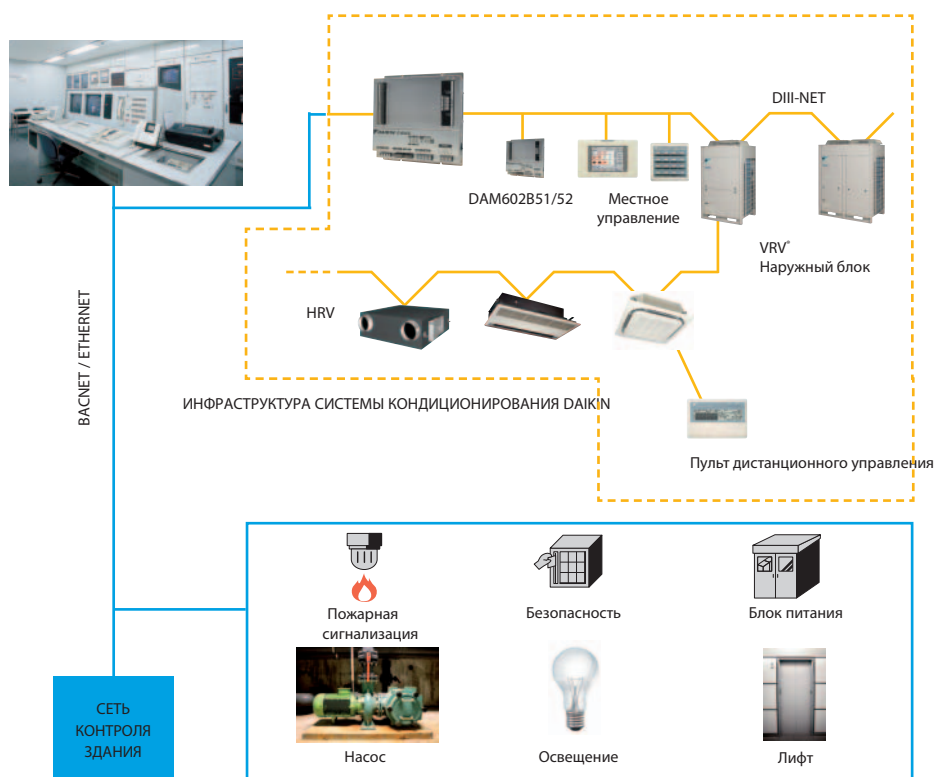 DIII-NET
DAM602B51/52
Местное
управление
VRV®
Наружный блок
HRV
BACNET / ETHERNET
ИНФРАСТРУКТУРА СИСТЕМЫ КОНДИЦИОНИРОВАНИЯ DAIKIN
Пульт дистанционного управления
Пожарная
сигнализация
Безопасность
Блок питания
Насос
Освещение
Лифт
СЕТЬ
КОНТРОЛЯ
ЗДАНИЯ